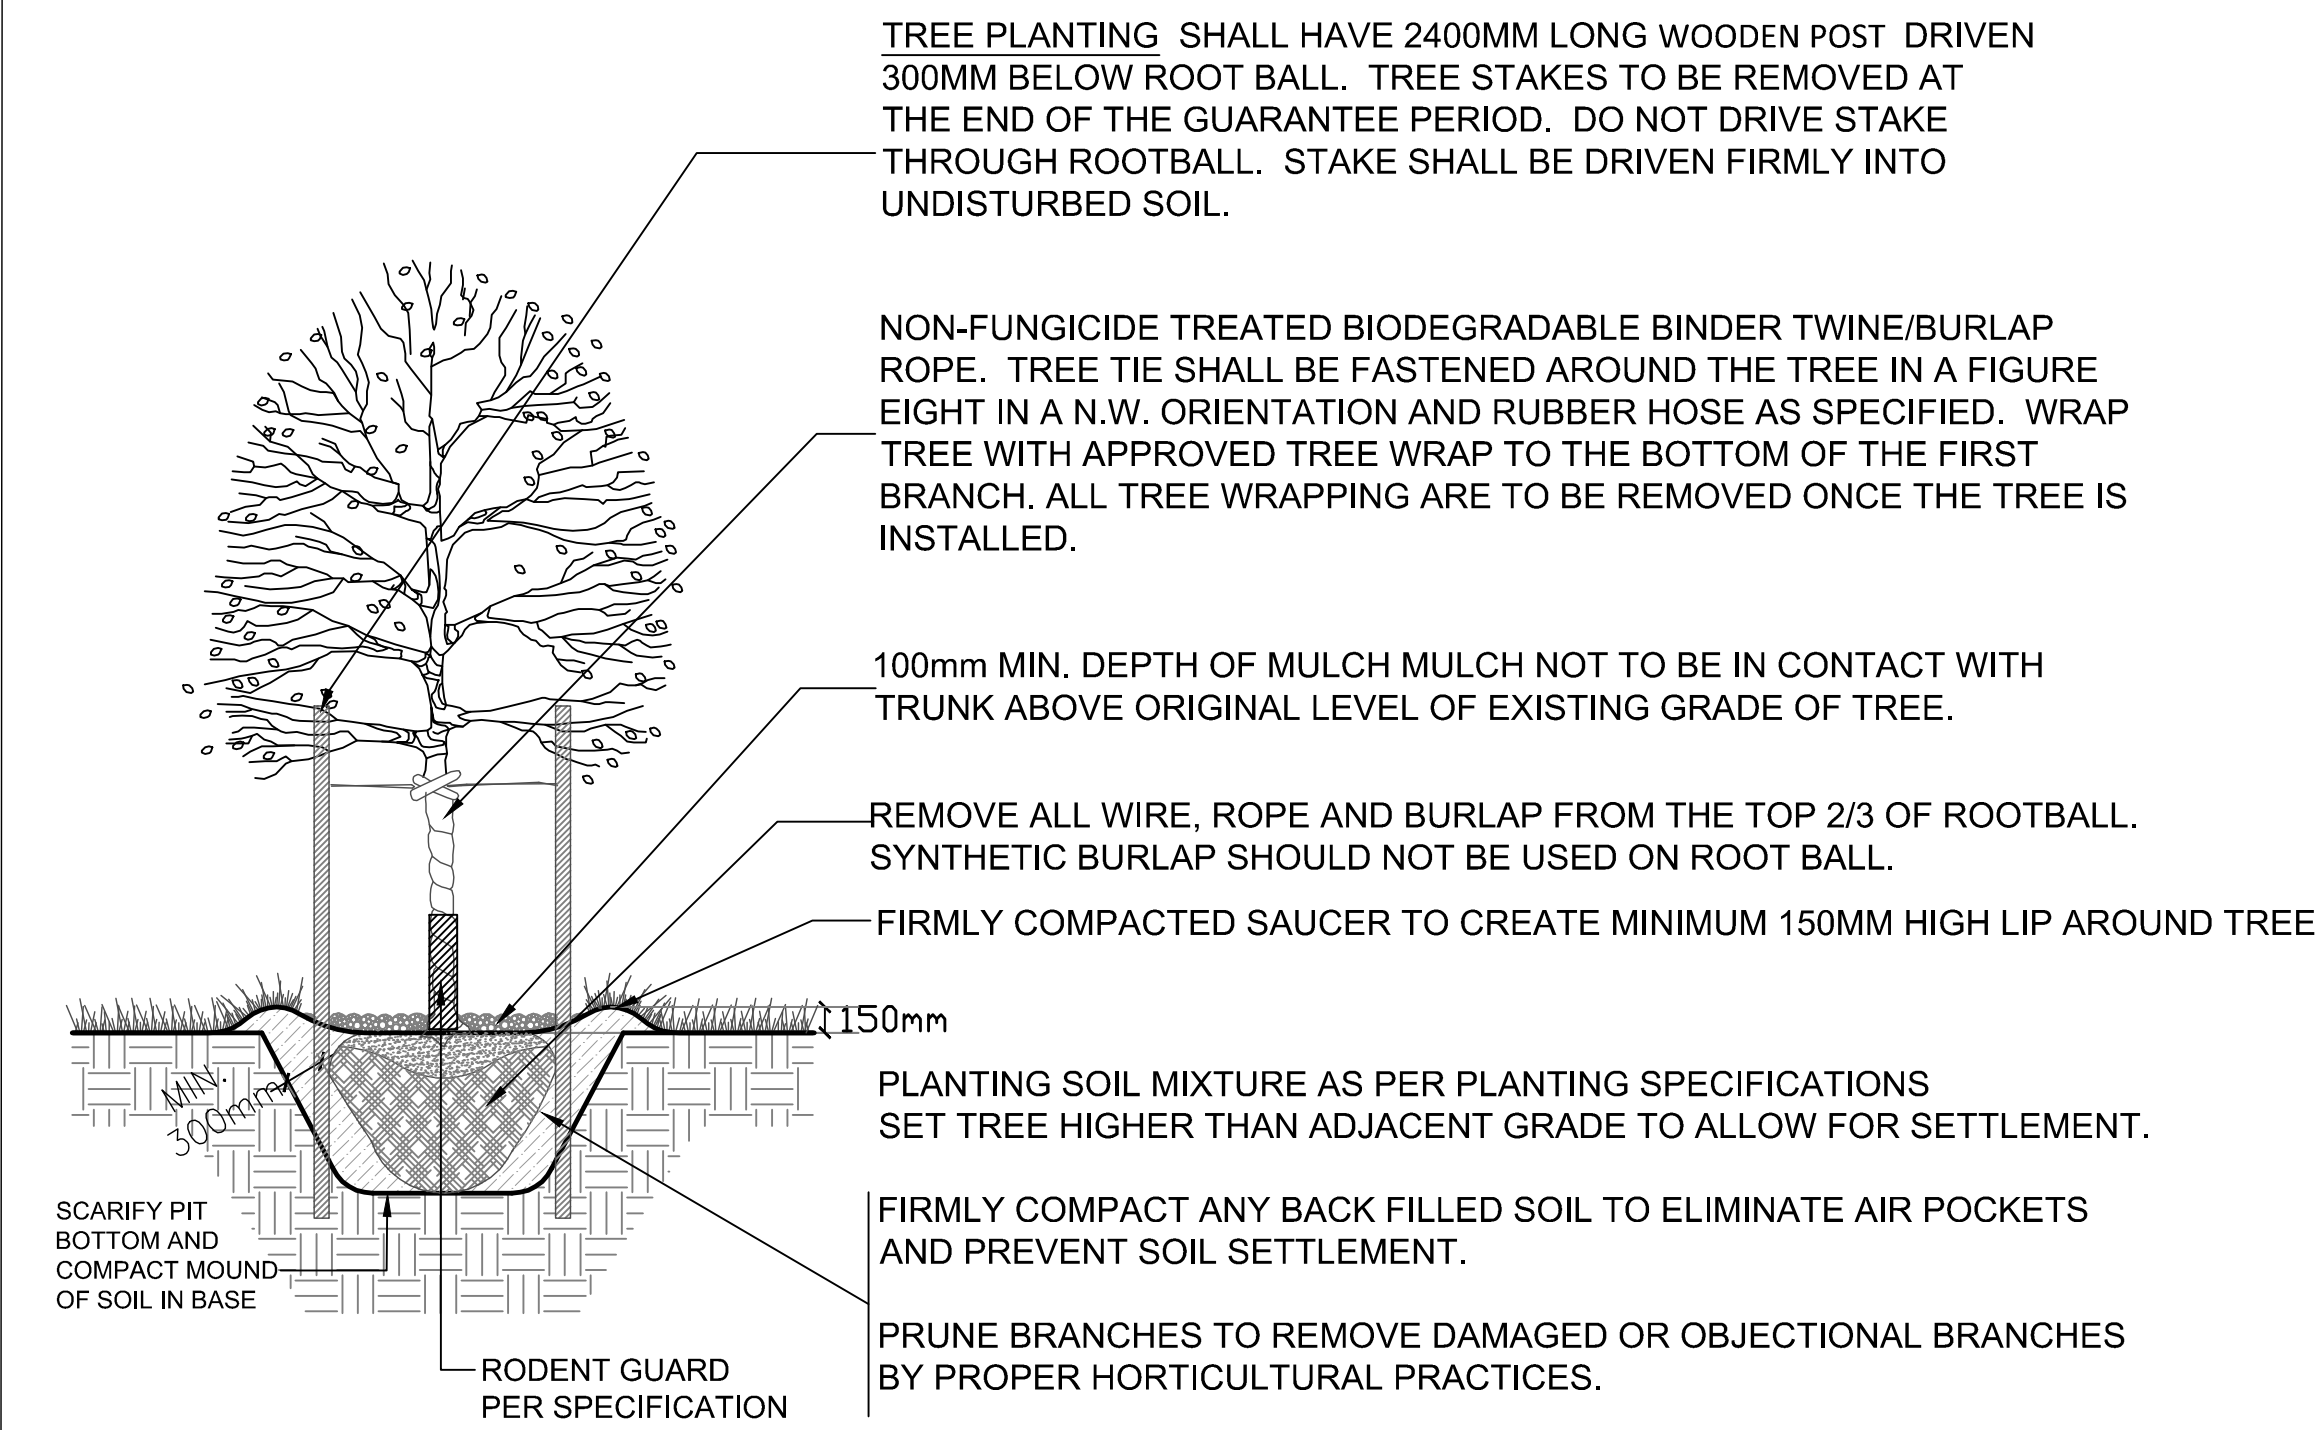 TREE PLANTING SHALL HAVE 2400MM LONG WOODEN POST DRIVEN
300MM BELOW ROOT BALL. TREE STAKES TO BE REMOVED AT
THE END OF THE GUARANTEE PERIOD. DO NOT DRIVE STAKE
THROUGH ROOTBALL. STAKE SHALL BE DRIVEN FIRMLY INTO
UNDISTURBED SOIL.
NON-FUNGICIDE TREATED BIODEGRADABLE BINDER TWINE/BURLAP
ROPE. TREE TIE SHALL BE FASTENED AROUND THE TREE IN A FIGURE
EIGHT IN A N.W. ORIENTATION AND RUBBER HOSE AS SPECIFIED. WRAP
TREE WITH APPROVED TREE WRAP TO THE BOTTOM OF THE FIRST
BRANCH. ALL TREE WRAPPING ARE TO BE REMOVED ONCE THE TREE IS
INSTALLED.
100mm MIN. DEPTH OF MULCH MULCH NOT TO BE IN CONTACT WITH
TRUNK ABOVE ORIGINAL LEVEL OF EXISTING GRADE OF TREE.
REMOVE ALL WIRE, ROPE AND BURLAP FROM THE TOP 2/3 OF ROOTBALL.
SYNTHETIC BURLAP SHOULD NOT BE USED ON ROOT BALL.
FIRMLY COMPACTED SAUCER TO CREATE MINIMUM 150MM HIGH LIP AROUND TREE
150mm
MIN.
300mm
PLANTING SOIL MIXTURE AS PER PLANTING SPECIFICATIONS
SET TREE HIGHER THAN ADJACENT GRADE TO ALLOW FOR SETTLEMENT.
FIRMLY COMPACT ANY BACK FILLED SOIL TO ELIMINATE AIR POCKETS
AND PREVENT SOIL SETTLEMENT.
PRUNE BRANCHES TO REMOVE DAMAGED OR OBJECTIONAL BRANCHES
BY PROPER HORTICULTURAL PRACTICES.
SCARIFY PIT
BOTTOM AND
COMPACT MOUND
OF SOIL IN BASE
RODENT GUARD
PER SPECIFICATION